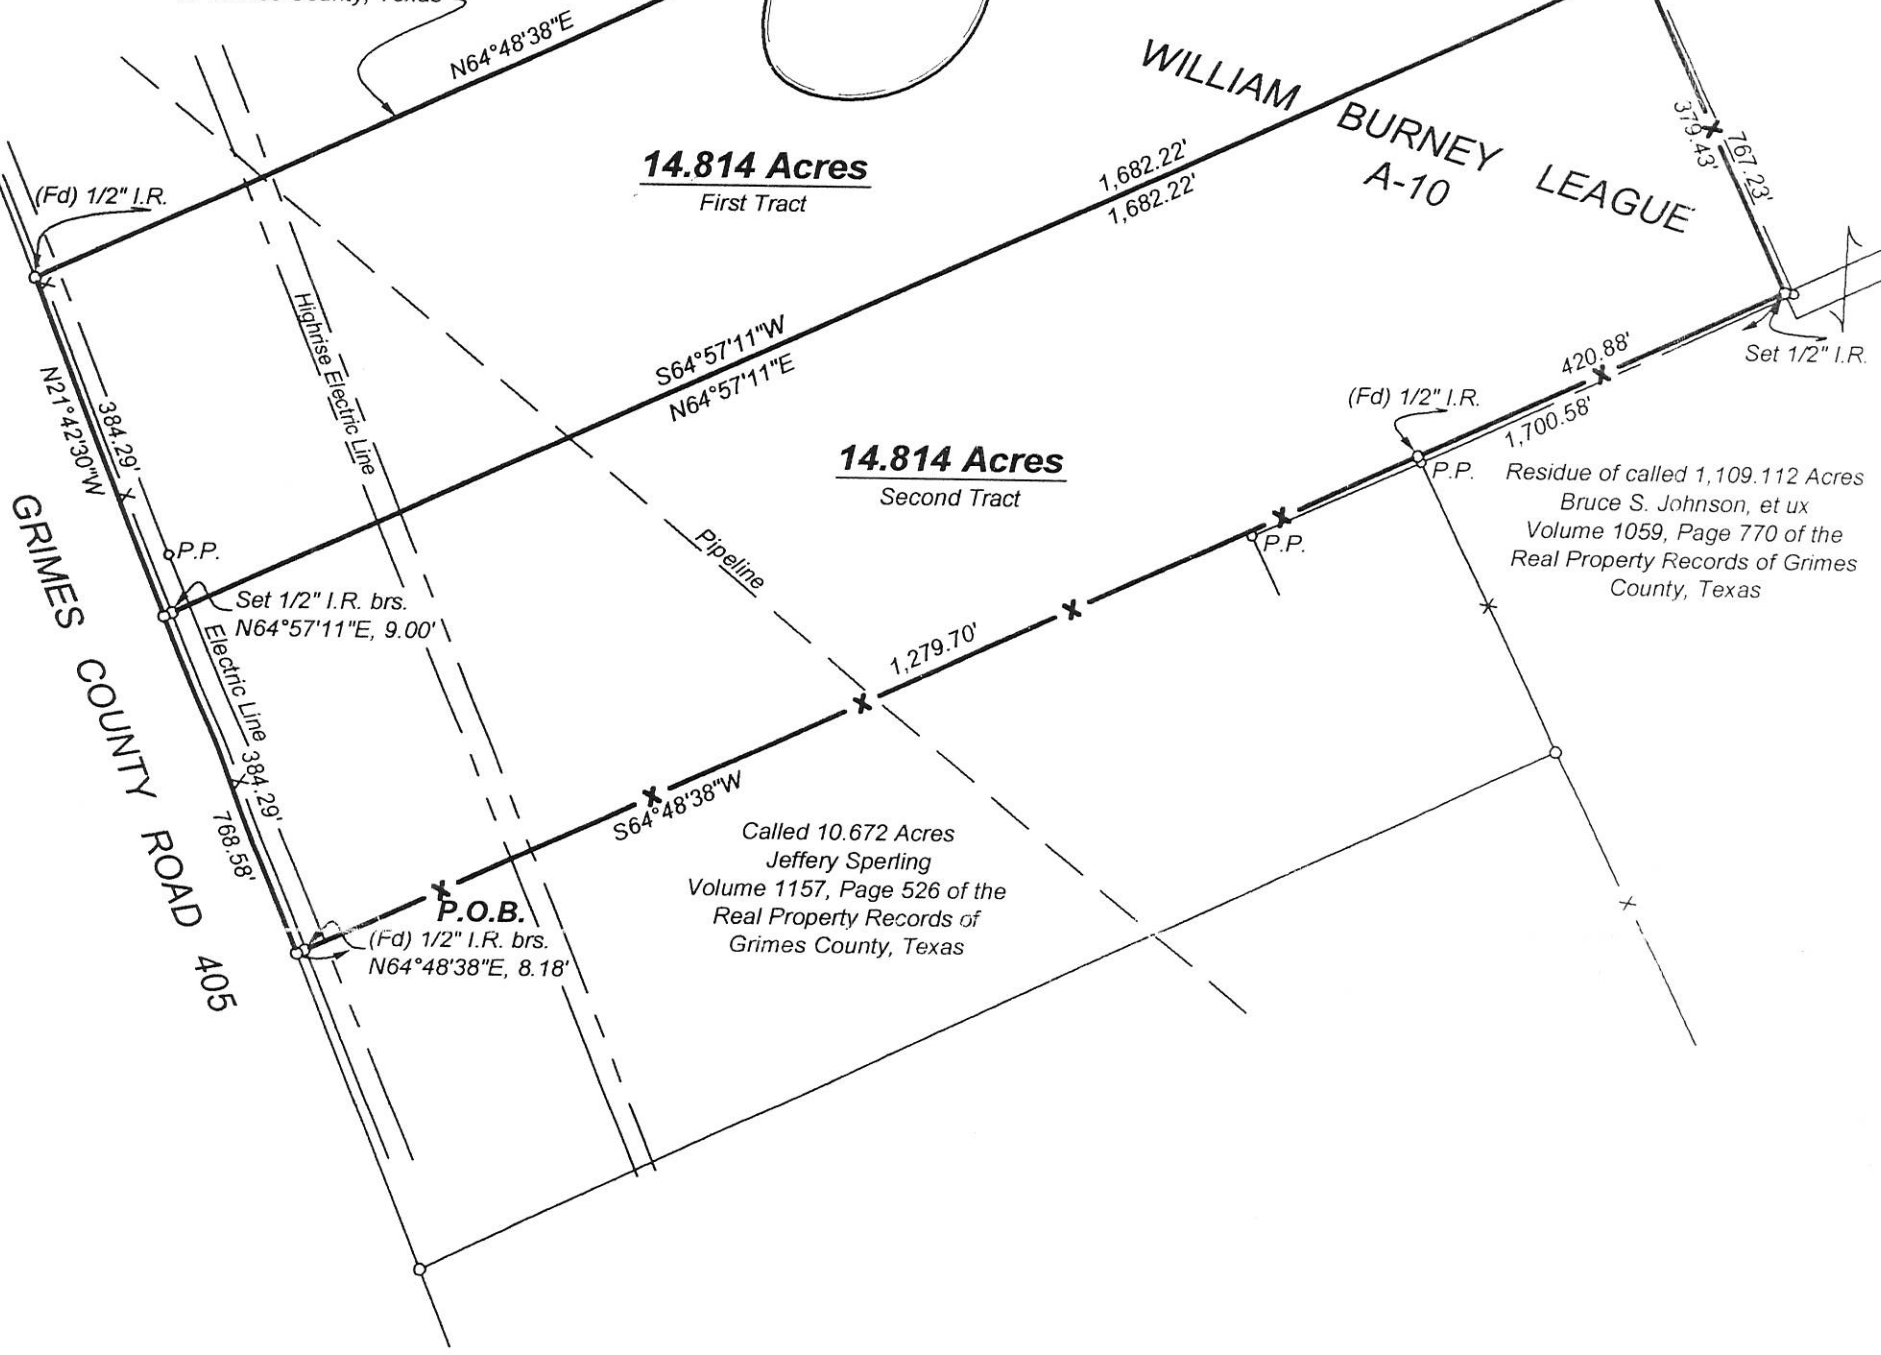 County, Texas
N64°48'38"E
WILLIAM BURNEY LEAGUE
A-10
379.43'
767.23'
14.814 Acres
First Tract
1,682.22'
1,682.22'
(Fd) 1/2" I.R.
Highrise Electric Line
S64°57'11"W
N64°57'11"E
Set 1/2" I.R.
420.88'
(Fd) 1/2" I.R.
1,700.58'
N21°42'30"W
384.29'
14.814 Acres
Second Tract
P.P.
Residue of called 1,109.112 Acres
Bruce S. Johnson, et ux
Volume 1059, Page 770 of the
Real Property Records of Grimes
County, Texas
P.P.
Pipeline
P.P.
GRIMES COUNTY ROAD 405
Set 1/2" I.R. brs.
N64°57'11"E, 9.00'
Electric Line
1,279.70'
384.29'
768.58'
S64°48'38"W
Called 10.672 Acres
Jeffery Sperling
Volume 1157, Page 526 of the
Real Property Records of
Grimes County, Texas
P.O.B.
(Fd) 1/2" I.R. brs.
N64°48'38"E, 8.18'